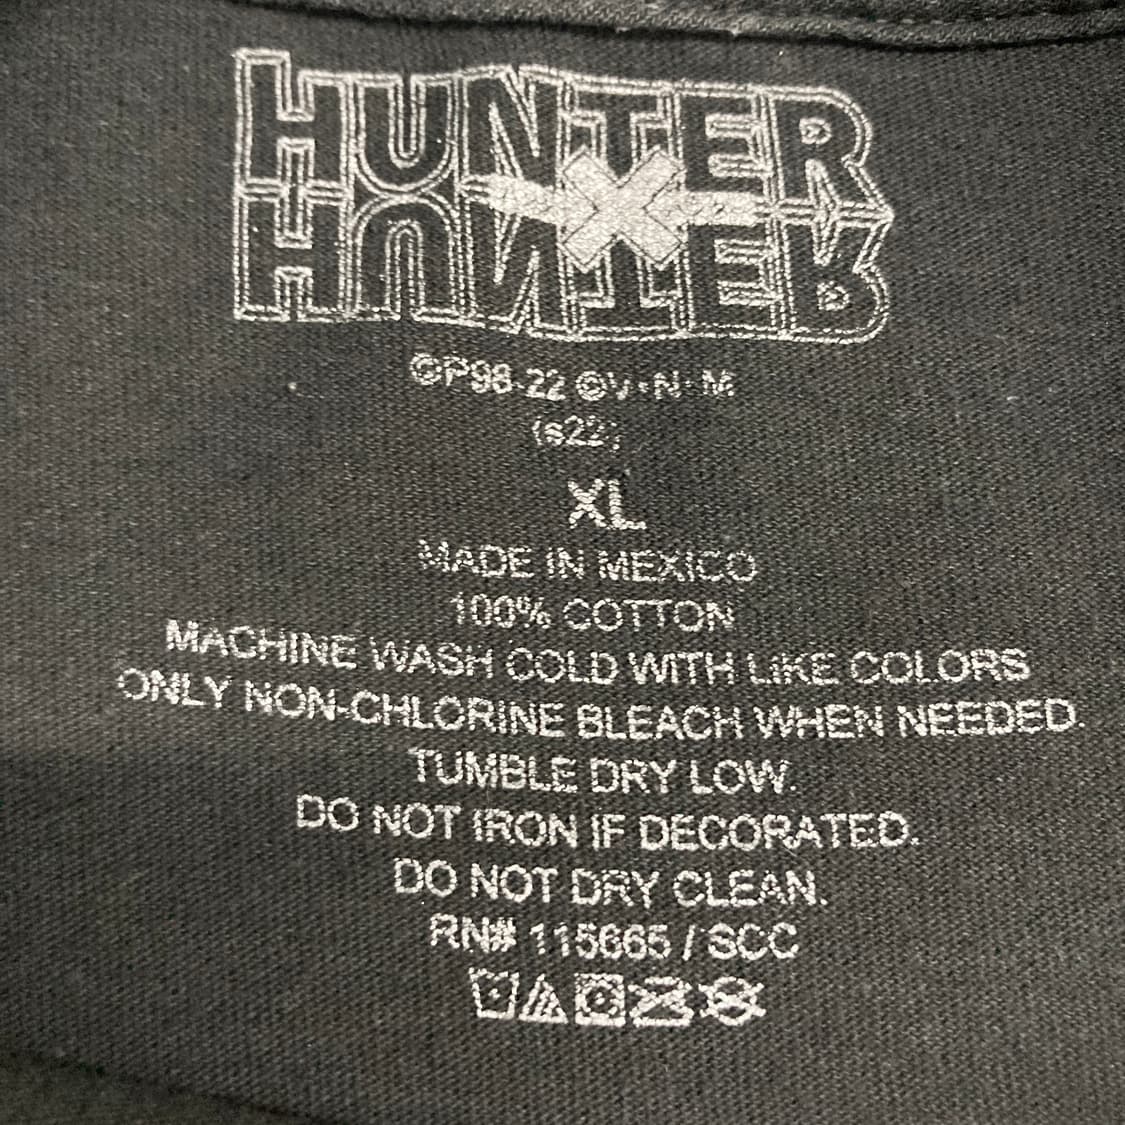 HUNTER
X
HUNTER
©P98-22 ©V•N•M
(s22)
XL
MADE IN MEXICO
100% COTTON
MACHINE WASH COLD WITH LIKE COLORS
ONLY NON-CHLORINE BLEACH WHEN NEEDED.
TUMBLE DRY LOW.
DO NOT IRON IF DECORATED.
DO NOT DRY CLEAN.
RN# 115665 / SCC